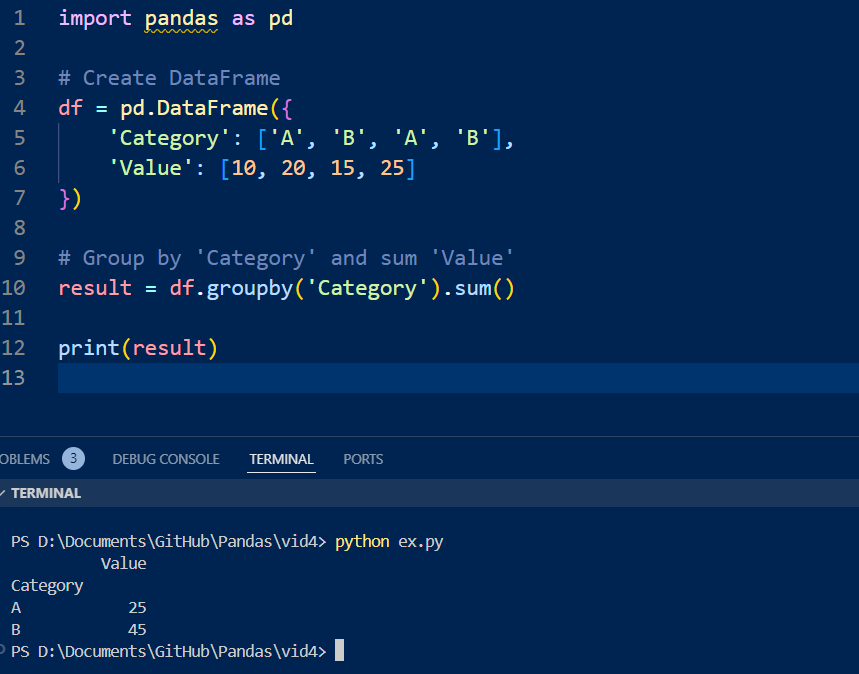 1 import pandas as pd
2
3 # Create DataFrame
4 df = pd.DataFrame({
5     'Category': ['A', 'B', 'A', 'B'],
6     'Value': [10, 20, 15, 25]
7 })
8
9 # Group by 'Category' and sum 'Value'
10 result = df.groupby('Category').sum()
11
12 print(result)
13
OBLEMS 3 DEBUG CONSOLE TERMINAL PORTS
TERMINAL
PS D:\Documents\GitHub\Pandas\vid4> python ex.py
          Value
Category
A            25
B            45
PS D:\Documents\GitHub\Pandas\vid4>